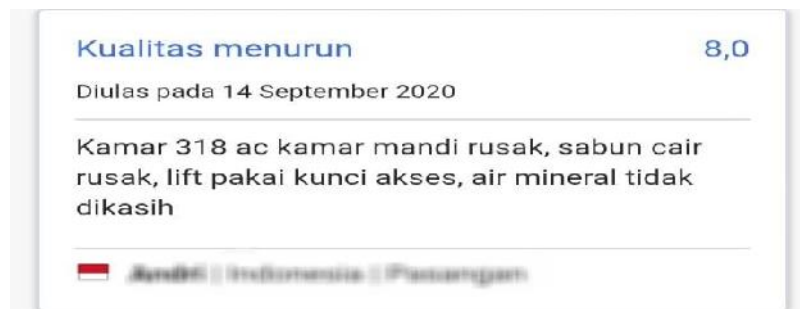 Kualitas menurun 8,0
Diulas pada 14 September 2020
Kamar 318 ac kamar mandi rusak, sabun cair
rusak, lift pakai kunci akses, air mineral tidak
dikasih